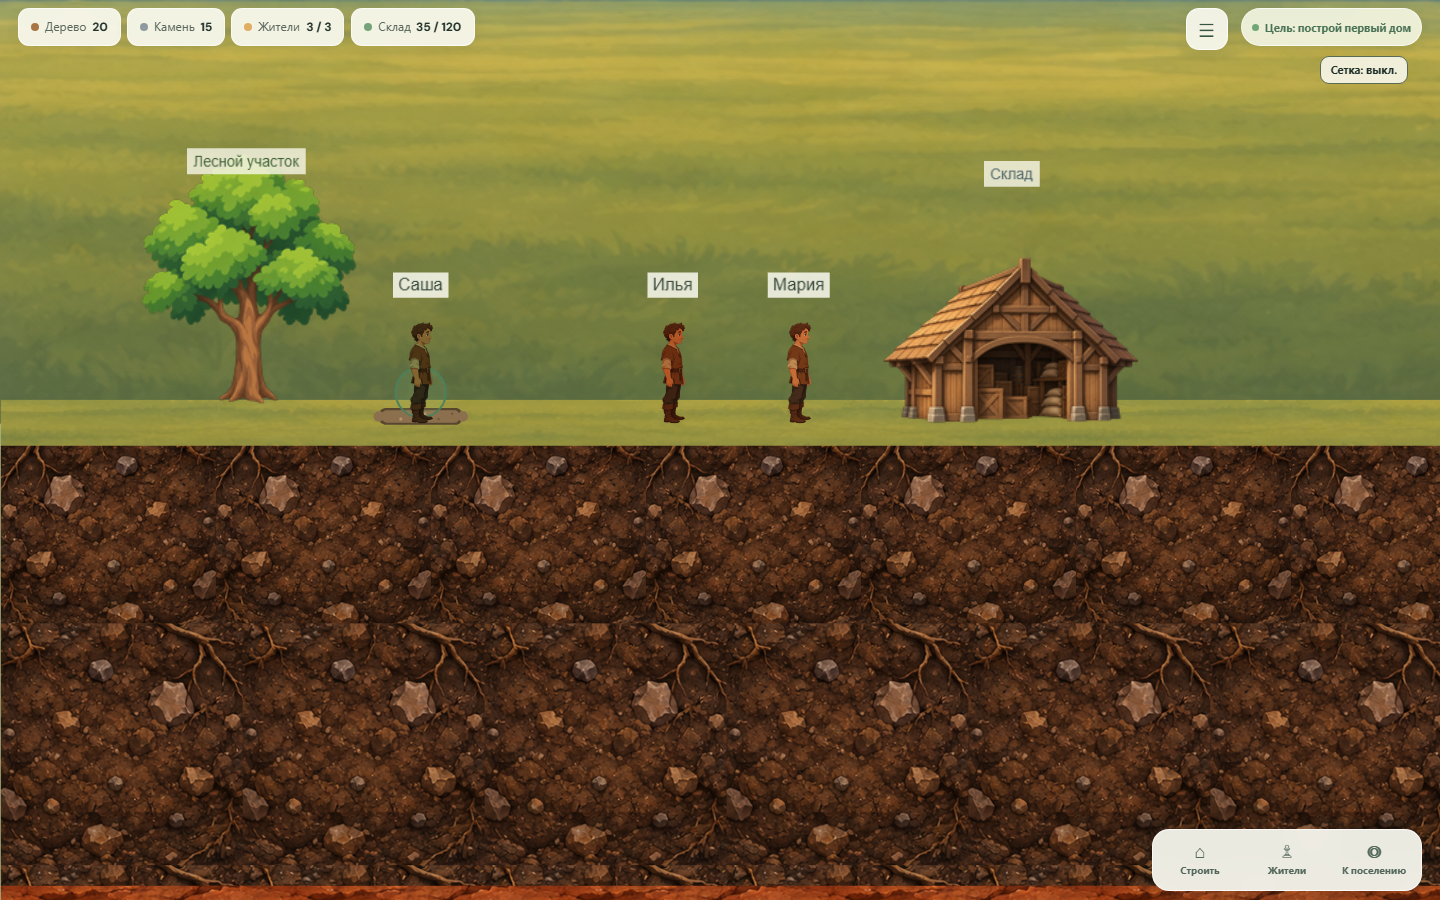 Дерево 20
Камень 15
Жители 3 / 3
Склад 35 / 120
Цель: построй первый дом
Сетка: выкл.
Лесной участок
Склад
Саша
Илья
Мария
Строить
Жители
К поселению